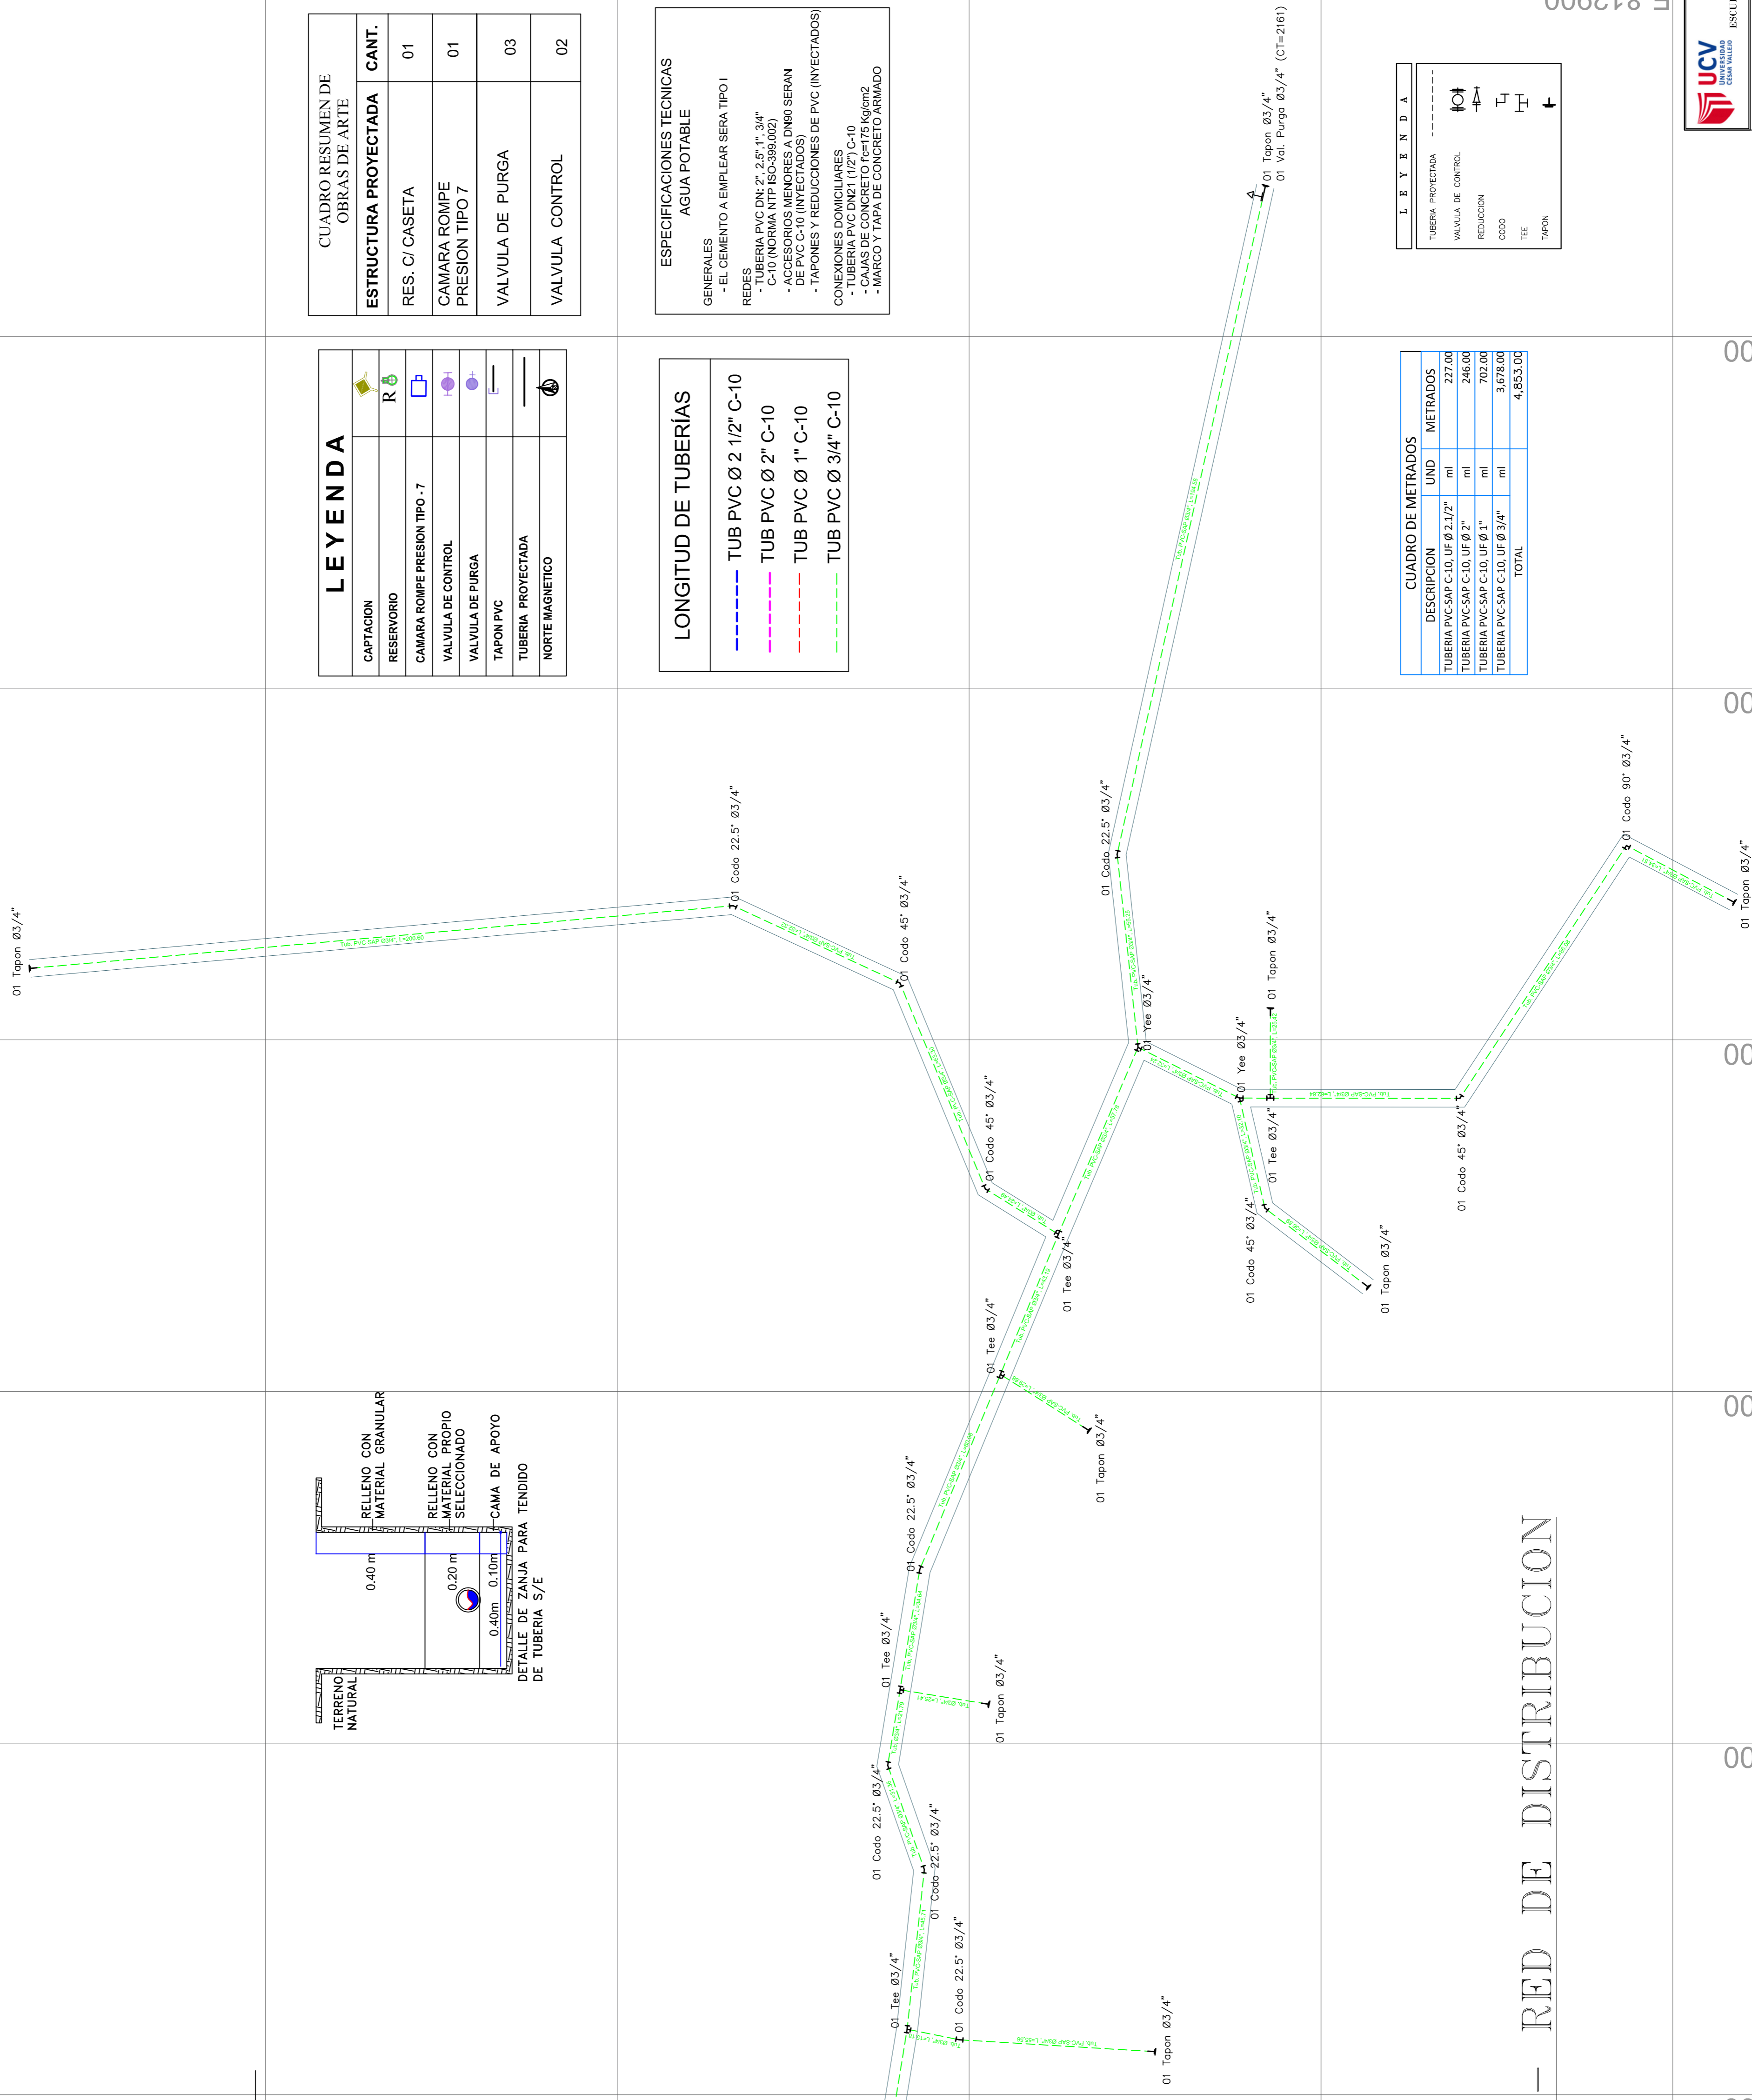 CUADRO RESUMEN DE
OBRAS DE ARTE
ESTRUCTURA PROYECTADA CANT.
RES. C/ CASETA 01
CAMARA ROMPE
PRESION TIPO 7 01
VALVULA DE PURGA 03
VALVULA CONTROL 02
LEYENDA
CAPTACION
RESERVORIO R
CAMARA ROMPE PRESION TIPO - 7
VALVULA DE CONTROL
VALVULA DE PURGA
TAPON PVC
TUBERIA PROYECTADA
NORTE MAGNETICO
ESPECIFICACIONES TECNICAS
AGUA POTABLE
GENERALES
- EL CEMENTO A EMPLEAR SERA TIPO I
REDES
- TUBERIA PVC DN: 2", 2.5",1", 3/4"
C-10 (NORMA NTP ISO-399.002)
- ACCESORIOS MENORES A DN90 SERAN
DE PVC C-10 (INYECTADOS)
- TAPONES Y REDUCCIONES DE PVC (INYECTADOS)
CONEXIONES DOMICILIARES
- TUBERIA PVC DN21 (1/2") C-10
- CAJAS DE CONCRETO f'c=175 Kg/cm2
- MARCO Y TAPA DE CONCRETO ARMADO
LONGITUD DE TUBERÍAS
TUB PVC Ø 2 1/2" C-10
TUB PVC Ø 2" C-10
TUB PVC Ø 1" C-10
TUB PVC Ø 3/4" C-10
L E Y E N D A
TUBERIA PROYECTADA
VALVULA DE CONTROL
REDUCCION
CODO
TEE
TAPON
CUADRO DE METRADOS
DESCRIPCION UND METRADOS
TUBERIA PVC-SAP C-10, UF Ø 2.1/2" ml 227.00
TUBERIA PVC-SAP C-10, UF Ø 2" ml 246.00
TUBERIA PVC-SAP C-10, UF Ø 1" ml 702.00
TUBERIA PVC-SAP C-10, UF Ø 3/4" ml 3,678.00
TOTAL 4,853.00
UCV
UNIVERSIDAD
CÉSAR VALLEJO
ESCUE
E 812900
00
00
00
00
00
RELLENO CON
MATERIAL GRANULAR
RELLENO CON
MATERIAL PROPIO
SELECCIONADO
CAMA DE APOYO
0.40 m
0.20 m
0.10m
0.40m
TERRENO
NATURAL
DETALLE DE ZANJA PARA TENDIDO
DE TUBERIA S/E
01 Tapon Ø3/4"
01 Codo 22.5° Ø3/4"
01 Codo 45° Ø3/4"
01 Codo 45° Ø3/4"
01 Tee Ø3/4"
01 Codo 22.5° Ø3/4"
01 Tapon Ø3/4"
01 Val. Purga Ø3/4" (CT=2161)
01 Yee Ø3/4"
01 Yee Ø3/4"
01 Tapon Ø3/4"
01 Tee Ø3/4"
01 Codo 45° Ø3/4"
01 Tapon Ø3/4"
01 Codo 45° Ø3/4"
01 Codo 90° Ø3/4"
01 Tapon Ø3/4"
01 Tee Ø3/4"
01 Tapon Ø3/4"
01 Codo 22.5° Ø3/4"
01 Tee Ø3/4"
01 Tapon Ø3/4"
01 Codo 22.5° Ø3/4"
01 Codo 22.5° Ø3/4"
01 Tee Ø3/4"
01 Codo 22.5° Ø3/4"
01 Tapon Ø3/4"
Tub. PVC-SAP Ø3/4", L=200.60
— RED DE DISTRIBUCION